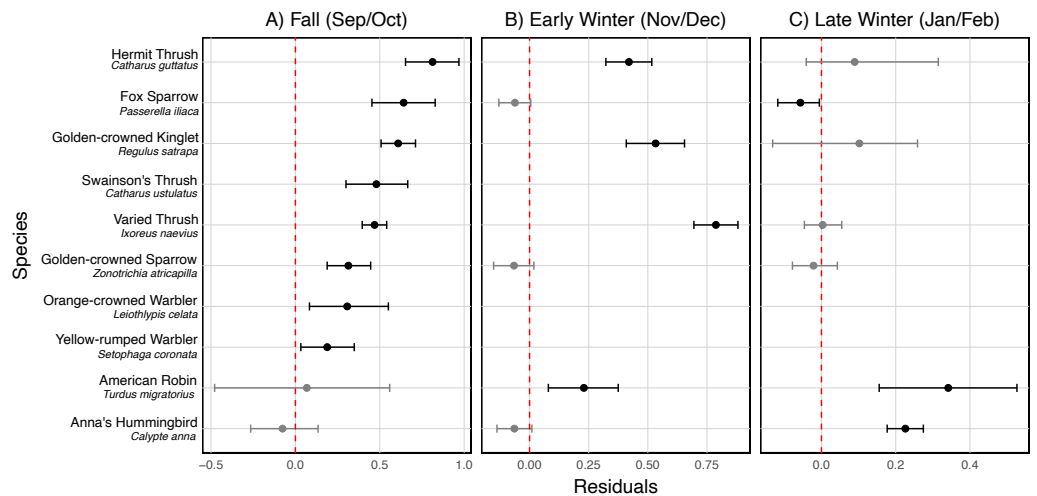 A) Fall (Sep/Oct)
B) Early Winter (Nov/Dec)
C) Late Winter (Jan/Feb)
Species
Hermit Thrush
Catharus guttatus
Fox Sparrow
Passerella iliaca
Golden-crowned Kinglet
Regulus satrapa
Swainson's Thrush
Catharus ustulatus
Varied Thrush
Ixoreus naevius
Golden-crowned Sparrow
Zonotrichia atricapilla
Orange-crowned Warbler
Leiothlypis celata
Yellow-rumped Warbler
Setophaga coronata
American Robin
Turdus migratorius
Anna's Hummingbird
Calypte anna
−0.5 0.0 0.5 1.0
0.00 0.25 0.50 0.75
0.0 0.2 0.4
Residuals